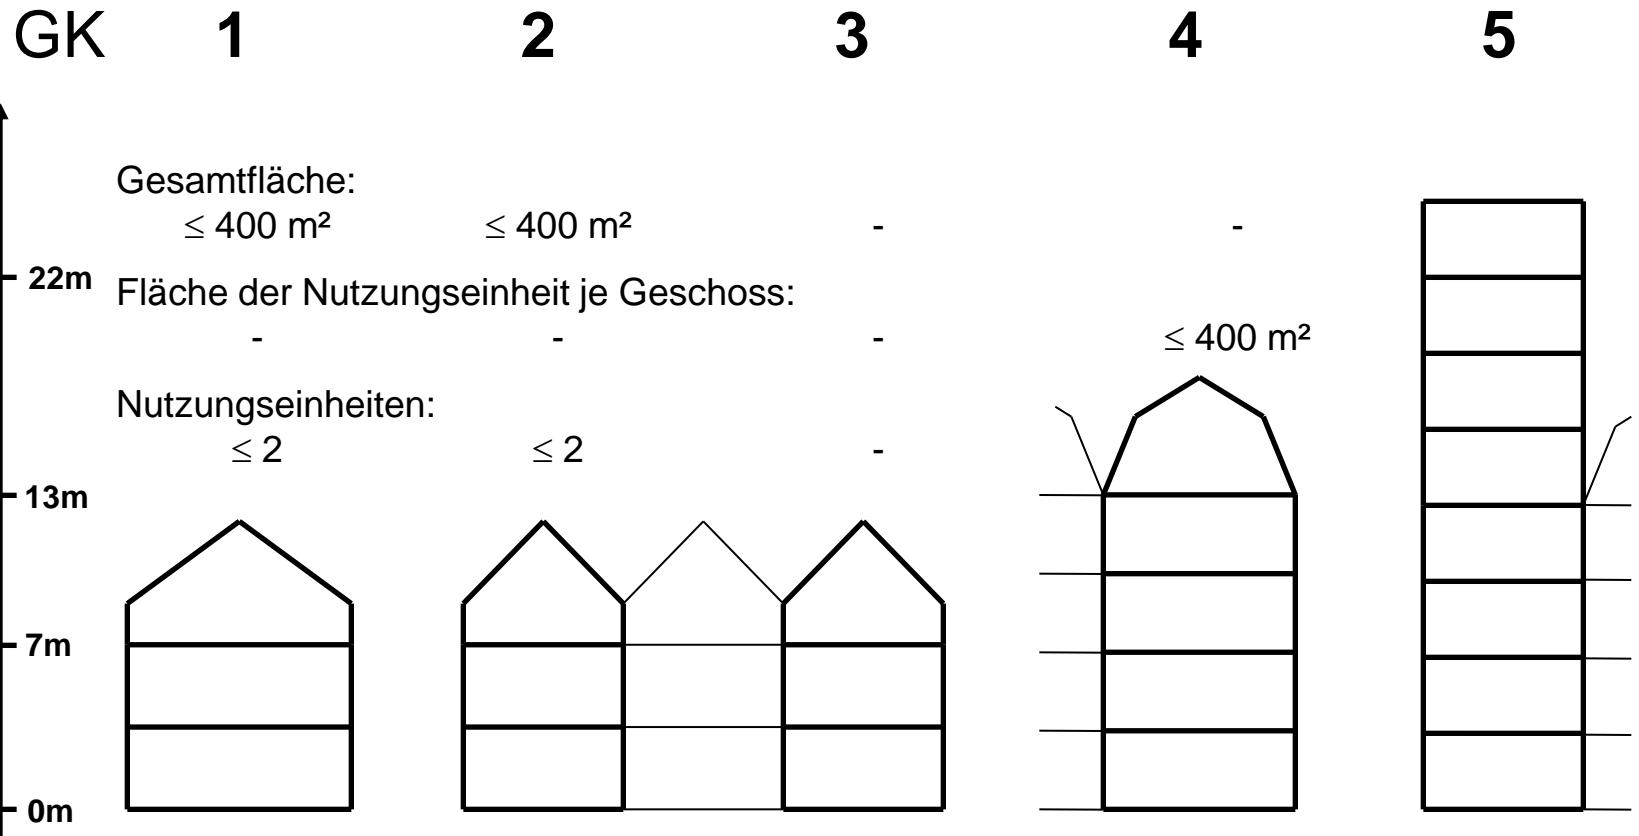 GK 1 2 3 4 5
Gesamtfläche:
≤ 400 m² ≤ 400 m² - -
22m
Fläche der Nutzungseinheit je Geschoss:
- - - ≤ 400 m²
Nutzungseinheiten:
≤ 2 ≤ 2 -
13m
7m
0m